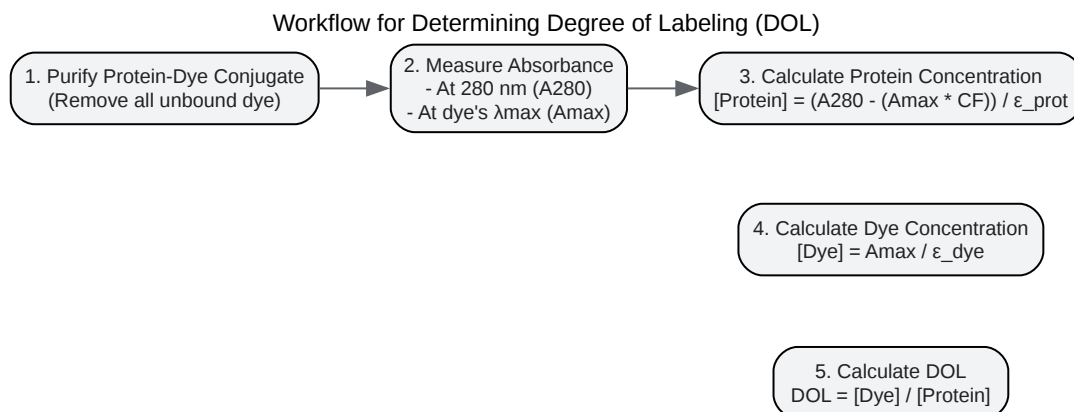 Workflow for Determining Degree of Labeling (DOL)
1. Purify Protein-Dye Conjugate
(Remove all unbound dye)
2. Measure Absorbance
- At 280 nm (A280)
- At dye's λmax (Amax)
3. Calculate Protein Concentration
[Protein] = (A280 - (Amax * CF)) / ε_prot
4. Calculate Dye Concentration
[Dye] = Amax / ε_dye
5. Calculate DOL
DOL = [Dye] / [Protein]